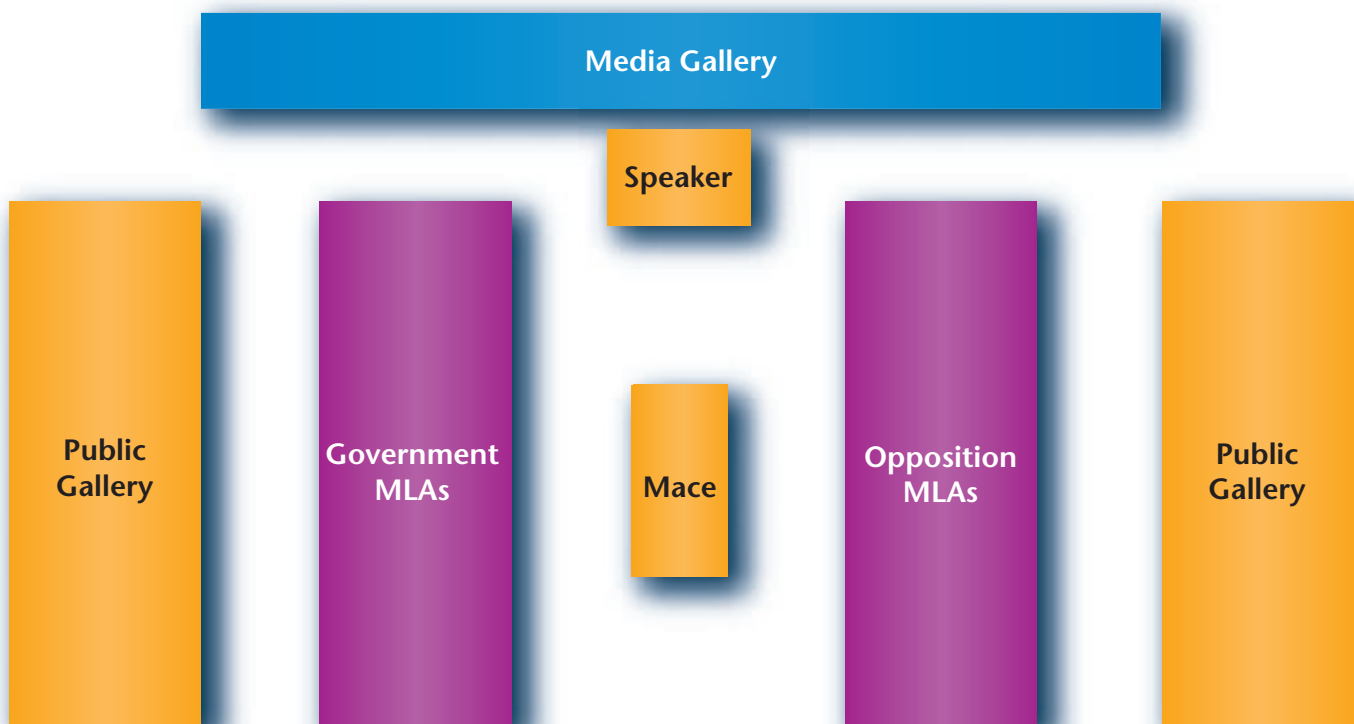 Media Gallery
Speaker
Public
Gallery
Government
MLAs
Mace
Opposition
MLAs
Public
Gallery